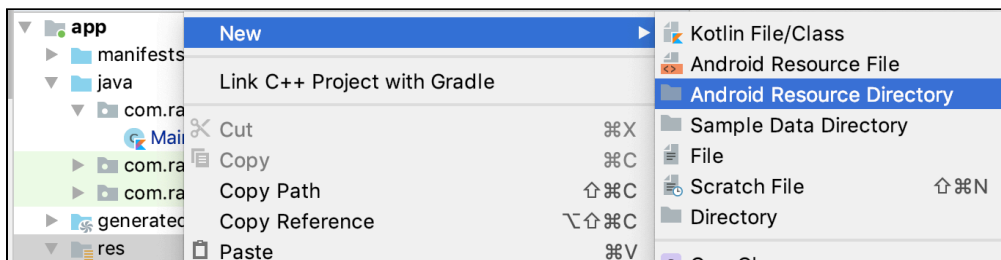 app
manifests
java
com.ra
Mai
com.ra
com.ra
generated
res
New
Link C++ Project with Gradle
Cut ⌘X
Copy ⌘C
Copy Path ⇧⌘C
Copy Reference ⌥⇧⌘C
Paste ⌘V
Kotlin File/Class
Android Resource File
Android Resource Directory
Sample Data Directory
File
Scratch File ⇧⌘N
Directory